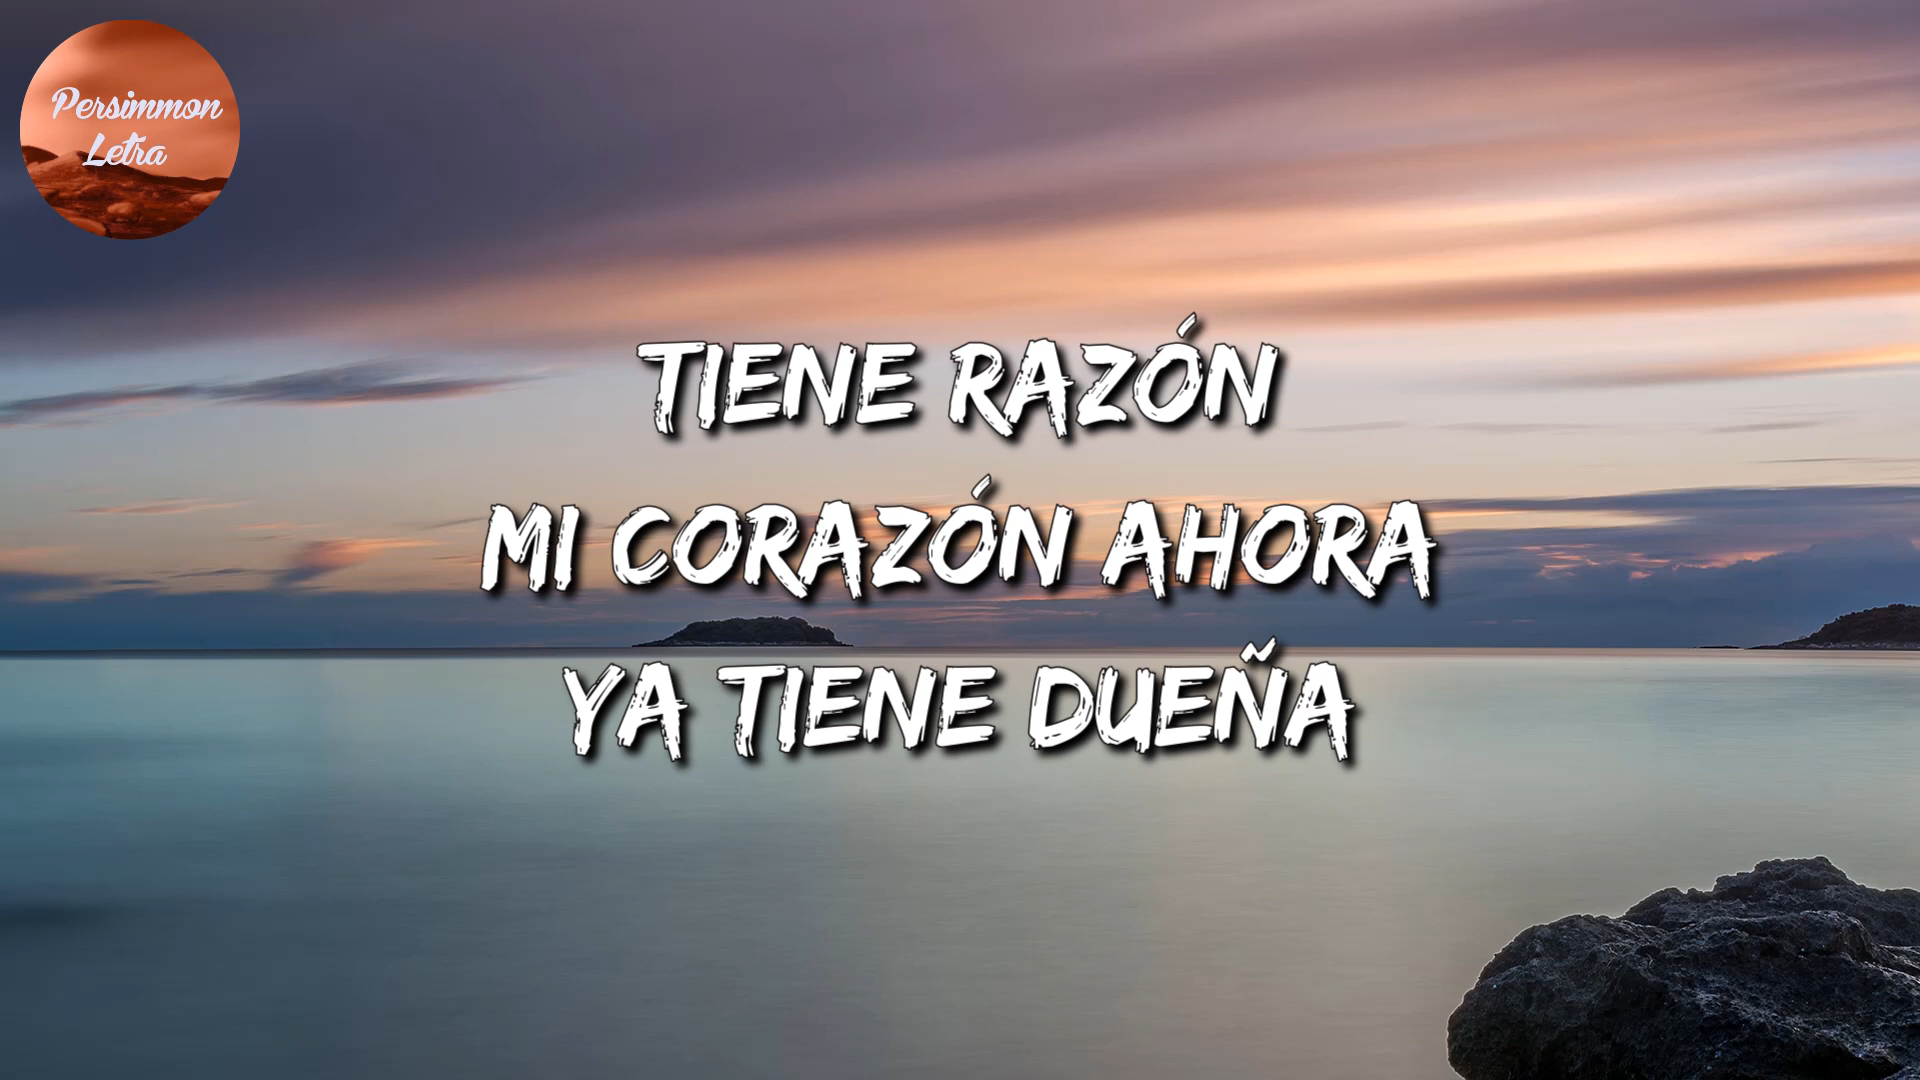 Persimmon
Letra
TIENE RAZÓN
MI CORAZÓN AHORA
YA TIENE DUEÑA